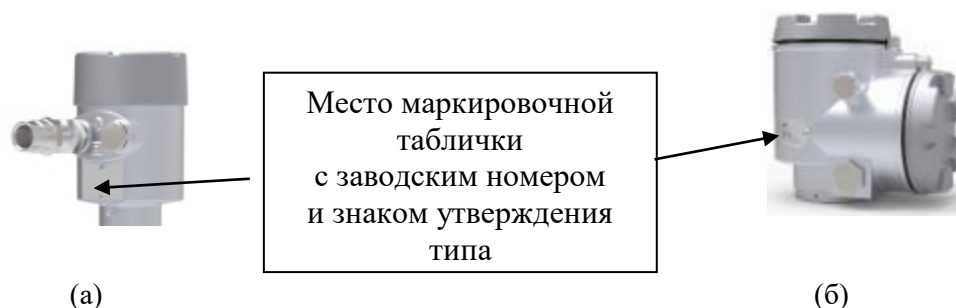 Место маркировочной
таблички
с заводским номером
и знаком утверждения
типа
(а)
(б)